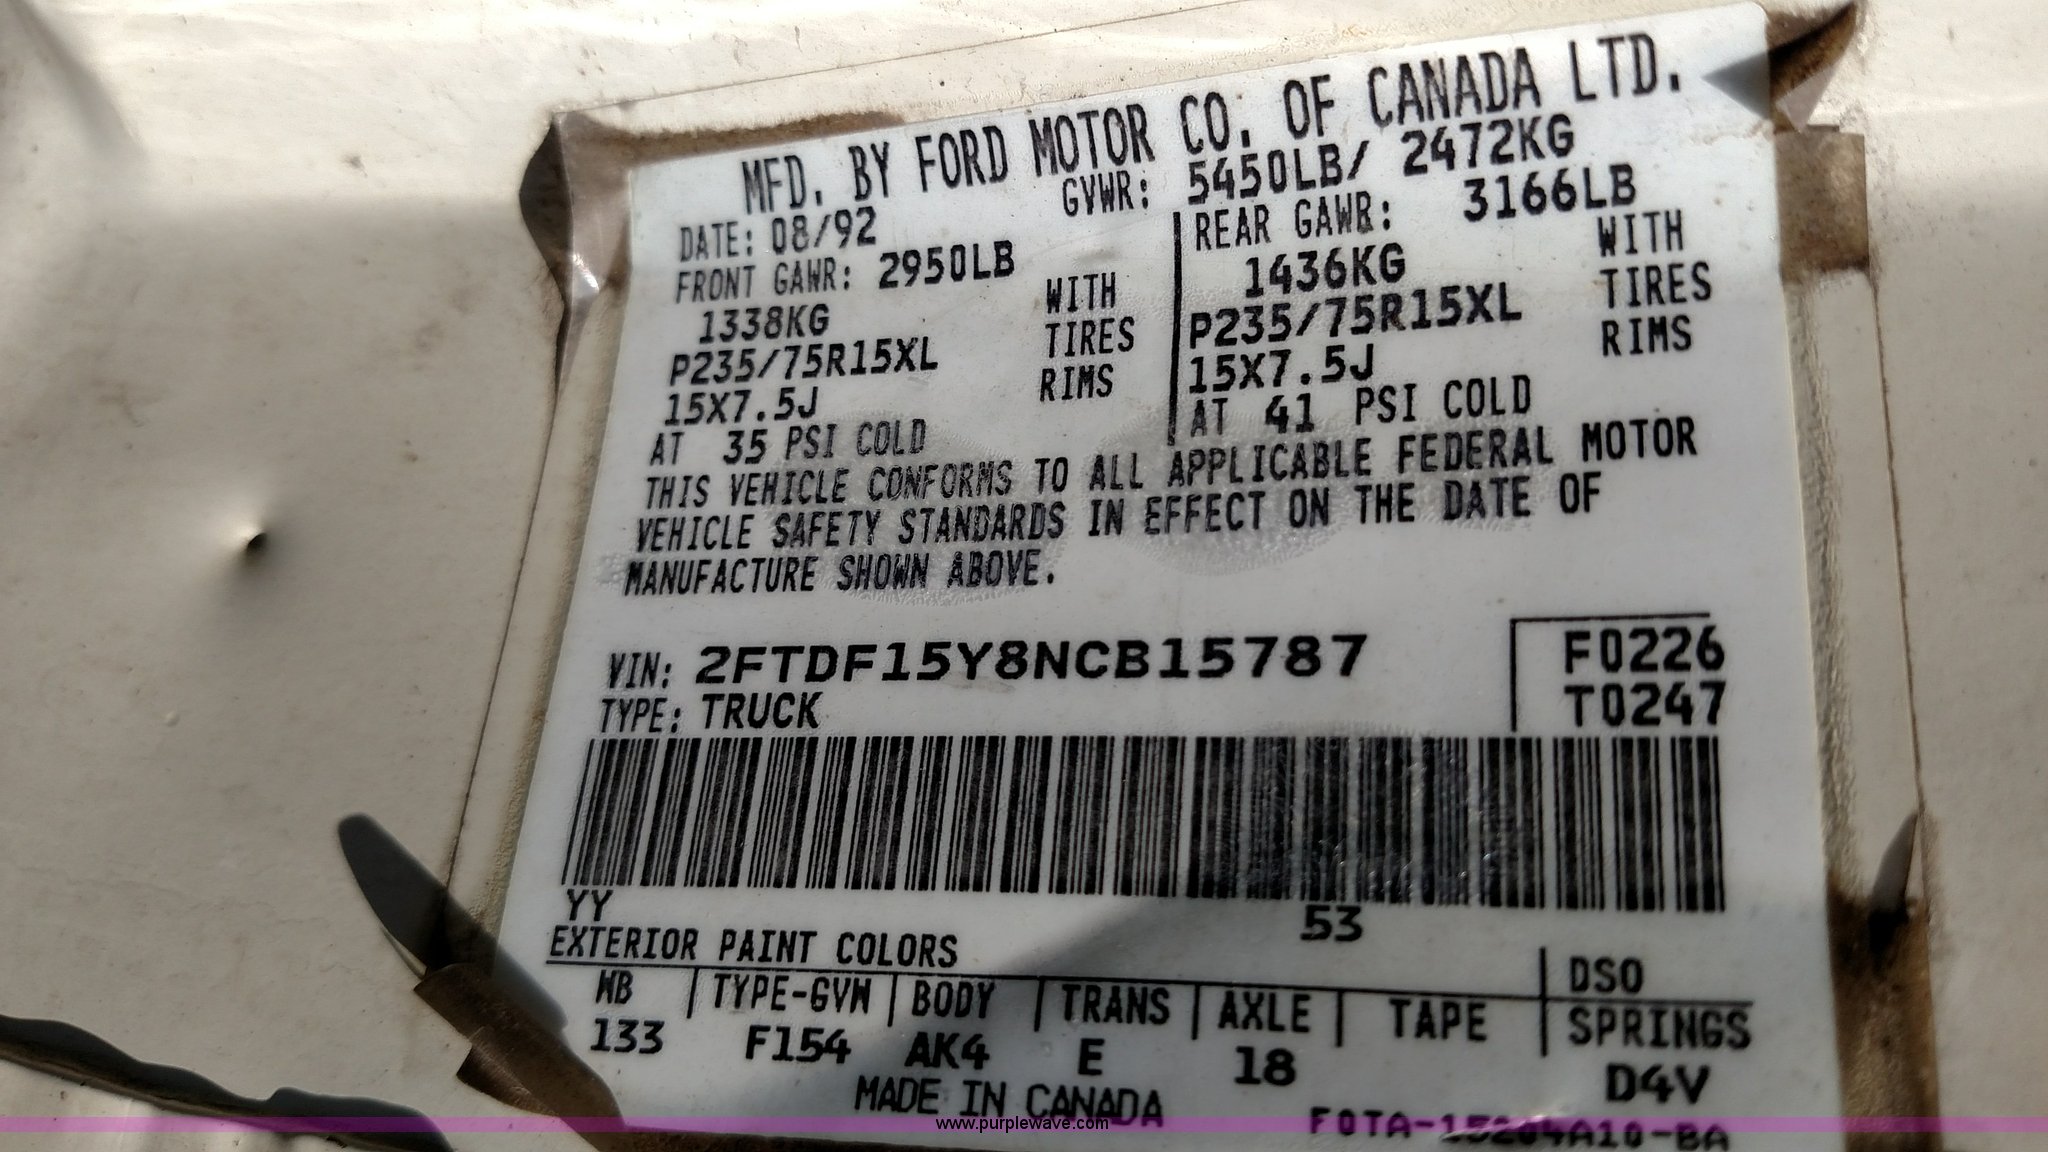 MFD. BY FORD MOTOR CO. OF CANADA LTD.
DATE: 08/92 GVWR: 5450LB/ 2472KG
FRONT GAWR: 2950LB
1338KG WITH
P235/75R15XL TIRES
15X7.5J RIMS
AT 35 PSI COLD
REAR GAWR: 3166LB
1436KG WITH
P235/75R15XL TIRES
15X7.5J RIMS
AT 41 PSI COLD
THIS VEHICLE CONFORMS TO ALL APPLICABLE FEDERAL MOTOR
VEHICLE SAFETY STANDARDS IN EFFECT ON THE DATE OF
MANUFACTURE SHOWN ABOVE.
VIN: 2FTDF15Y8NCB15787 F0226
TYPE: TRUCK T0247
YY 53
EXTERIOR PAINT COLORS DSO
WB TYPE-GVW BODY TRANS AXLE TAPE SPRINGS
133 F154 AK4 E 18 D4V
MADE IN CANADA F0TA-15204A10-BA
www.purplewave.com